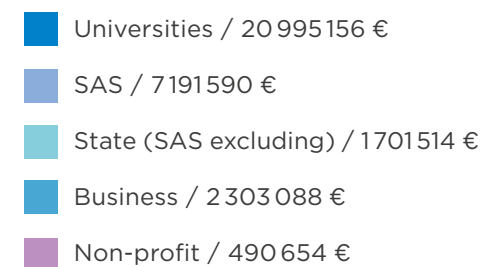 Universities / 20 995 156 €
SAS / 7 191 590 €
State (SAS excluding) / 1 701 514 €
Business / 2 303 088 €
Non-profit / 490 654 €